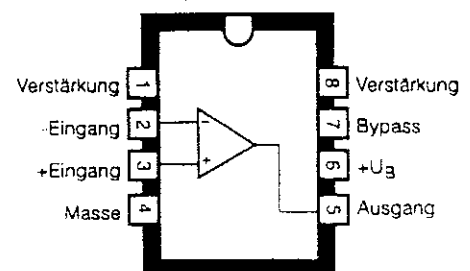 Verstärkung 1
-Eingang 2 -
+Eingang 3 +
Masse 4
8 Verstärkung
7 Bypass
6 +UB
5 Ausgang